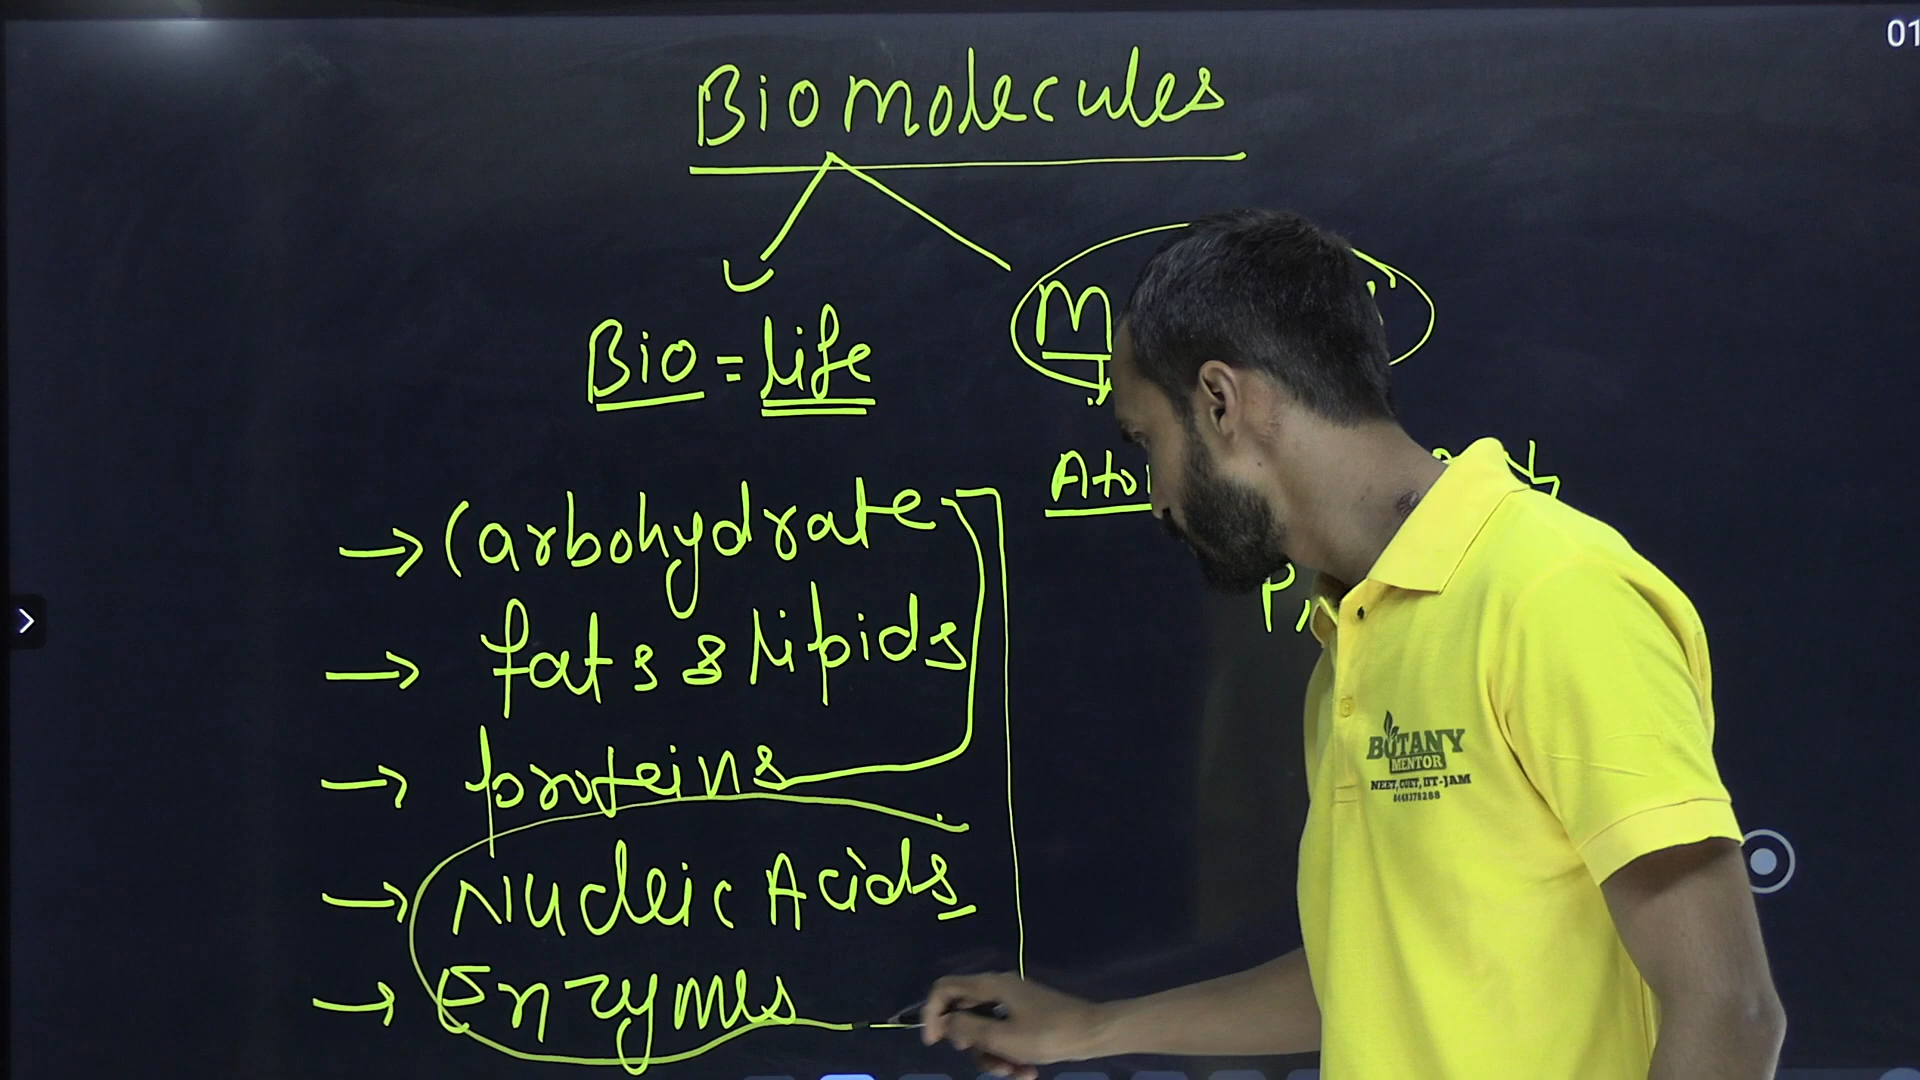 01
Biomolecules
Bio = life
Carbohydrate
fats & lipids
proteins
Nucleic Acids
Enzymes
BOTANY
MENTOR
NEET, CUET, IIT-JAM